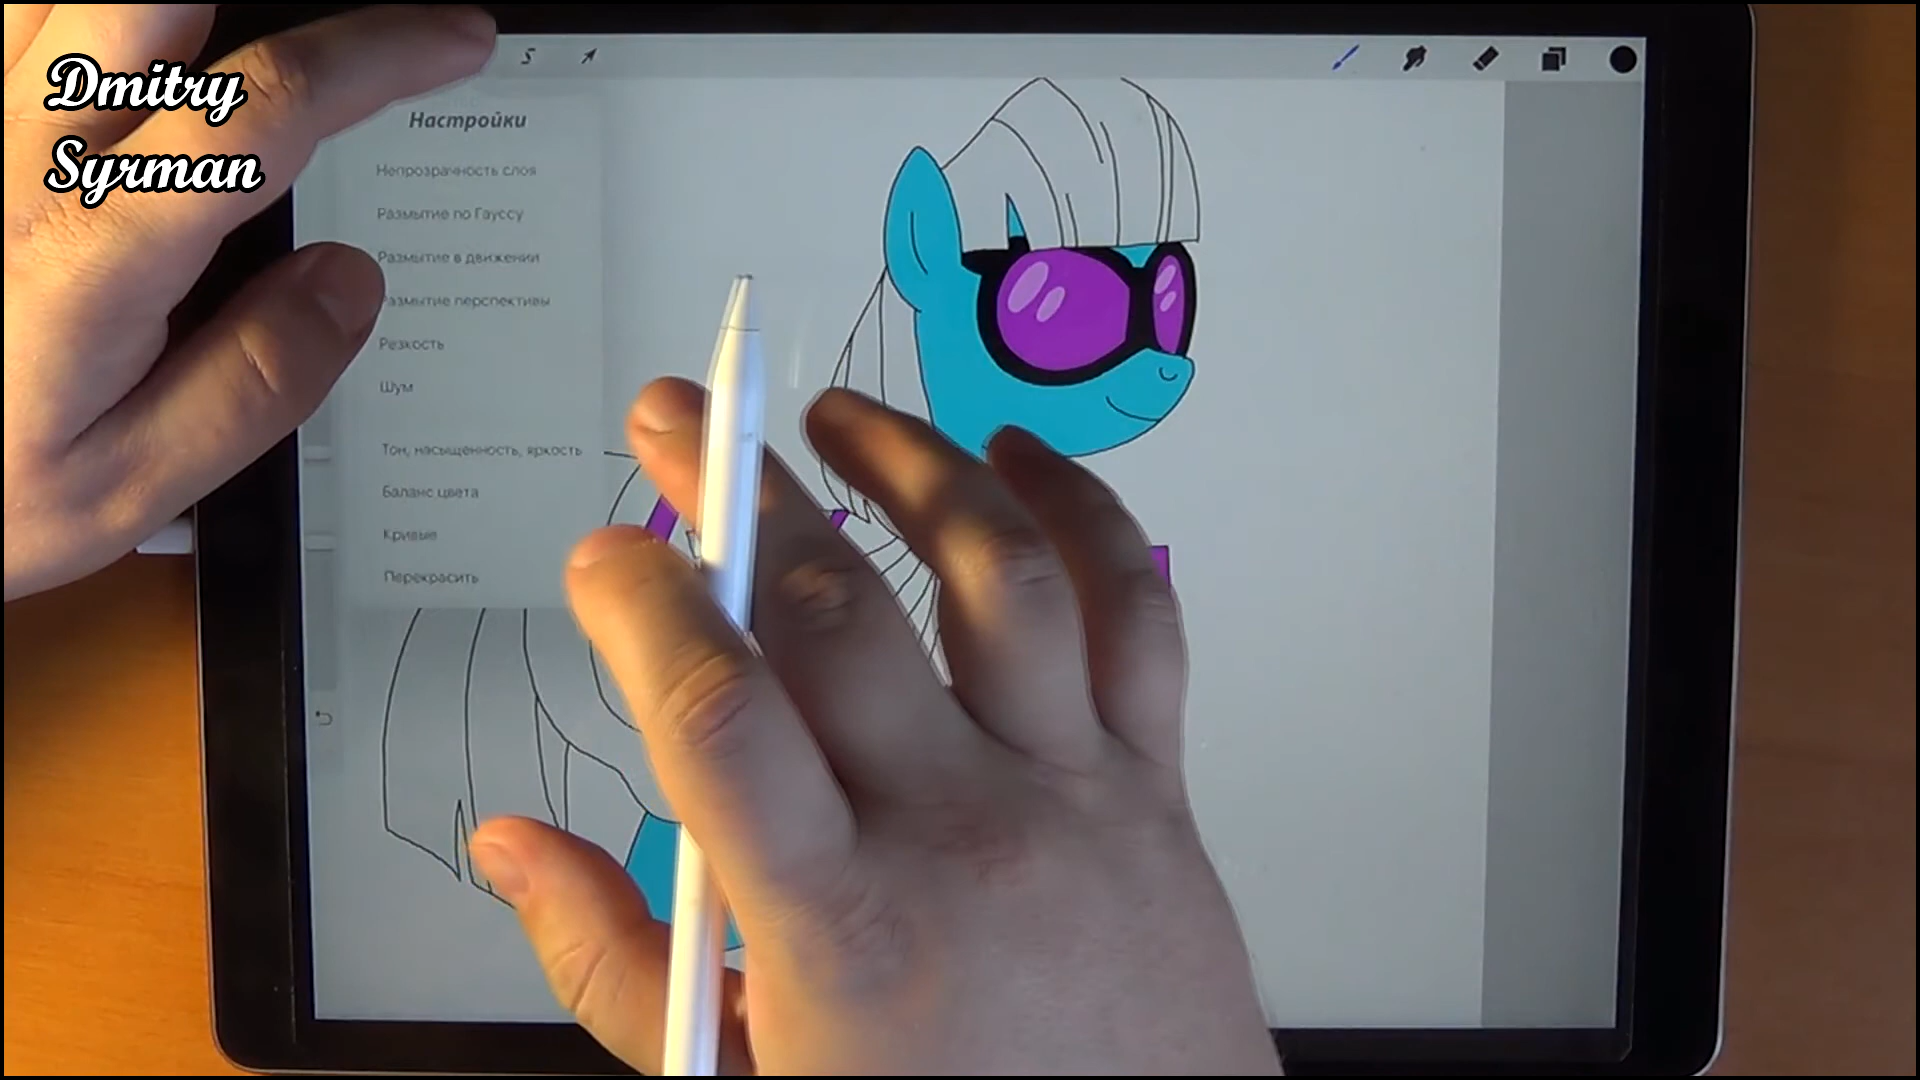 Dmitry
Syrman
Настройки
Непрозрачность слоя
Размытие по Гауссу
Размытие в движении
Размытие перспективы
Резкость
Шум
Тон, насыщенность, яркость
Баланс цвета
Кривые
Перекрасить